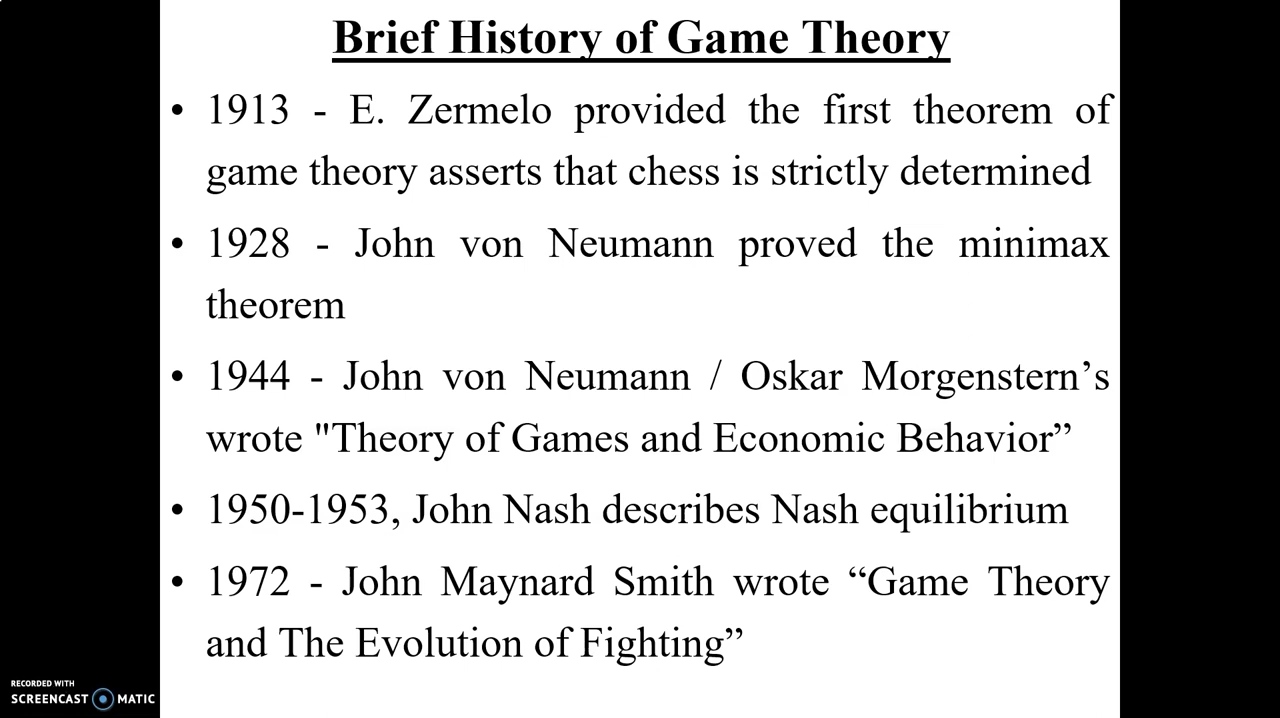 Brief History of Game Theory
• 1913 - E. Zermelo provided the first theorem of
game theory asserts that chess is strictly determined
• 1928 - John von Neumann proved the minimax
theorem
• 1944 - John von Neumann / Oskar Morgenstern’s
wrote "Theory of Games and Economic Behavior”
• 1950-1953, John Nash describes Nash equilibrium
• 1972 - John Maynard Smith wrote “Game Theory
and The Evolution of Fighting”
RECORDED WITH
SCREENCAST MATIC